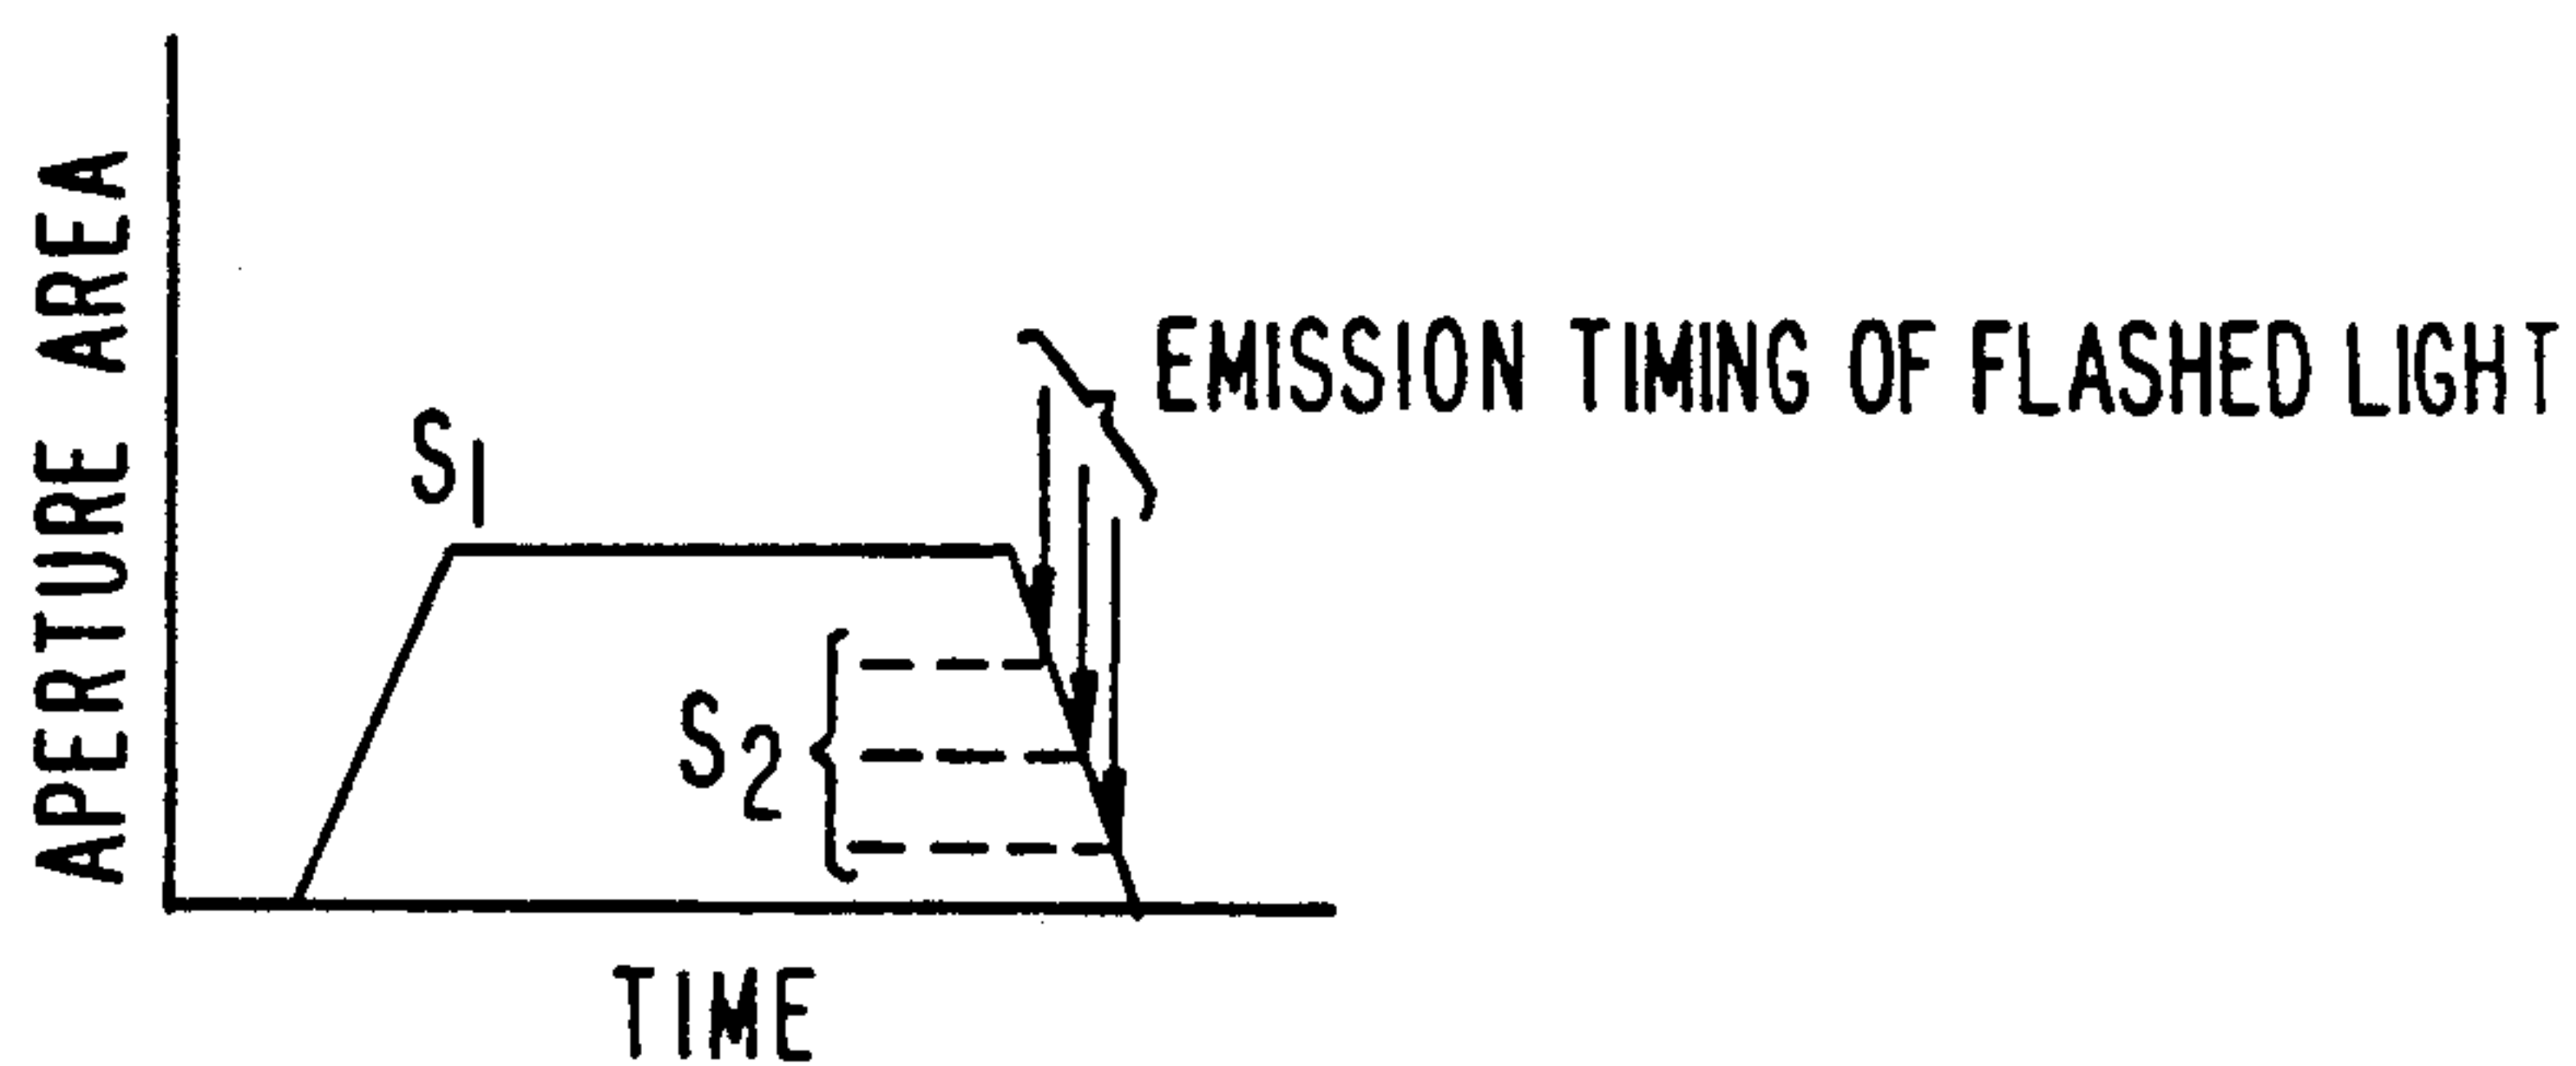 APERTURE AREA
S1
EMISSION TIMING OF FLASHED LIGHT
S2
TIME